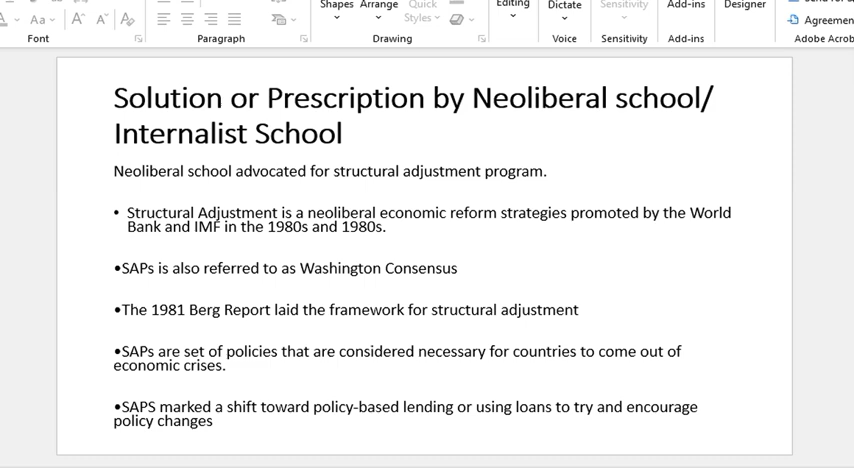 Shapes Arrange Quick Editing Dictate Sensitivity Add-ins Designer
Aa Styles Agreemen
Font Paragraph Drawing Voice Sensitivity Add-ins Adobe Acrob
Solution or Prescription by Neoliberal school/
Internalist School
Neoliberal school advocated for structural adjustment program.
• Structural Adjustment is a neoliberal economic reform strategies promoted by the World
Bank and IMF in the 1980s and 1980s.
•SAPs is also referred to as Washington Consensus
•The 1981 Berg Report laid the framework for structural adjustment
•SAPs are set of policies that are considered necessary for countries to come out of
economic crises.
•SAPS marked a shift toward policy-based lending or using loans to try and encourage
policy changes